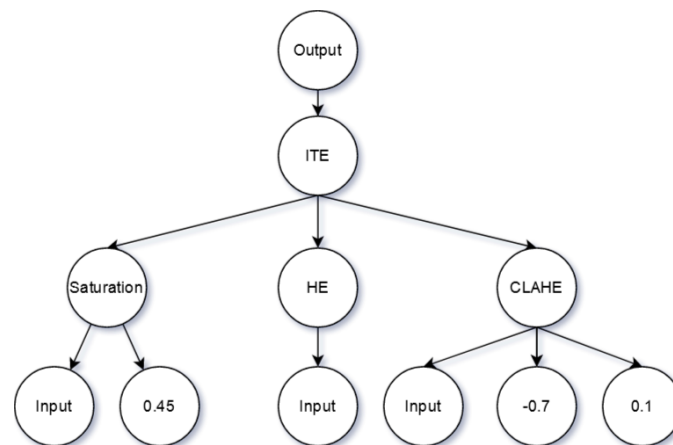 Output
ITE
Saturation
HE
CLAHE
Input
0.45
Input
Input
-0.7
0.1